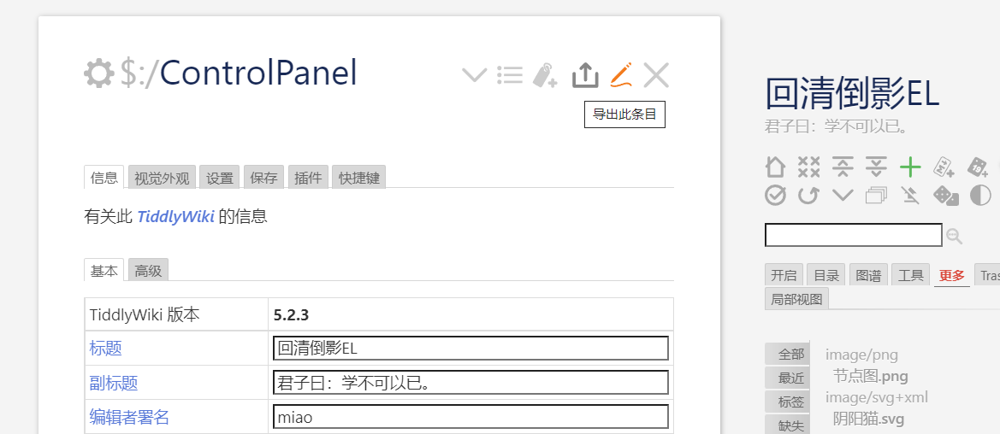 $:/ControlPanel
导出此条目
信息 视觉外观 设置 保存 插件 快捷键
有关此 TiddlyWiki 的信息
基本 高级
TiddlyWiki 版本 5.2.3
标题 回清倒影EL
副标题 君子曰：学不可以已。
编辑者署名 miao
回清倒影EL
君子曰：学不可以已。
M↓
19
开启 目录 图谱 工具 更多 Tras
局部视图
全部
最近
标签
缺失
image/png
节点图.png
image/svg+xml
阴阳猫.svg